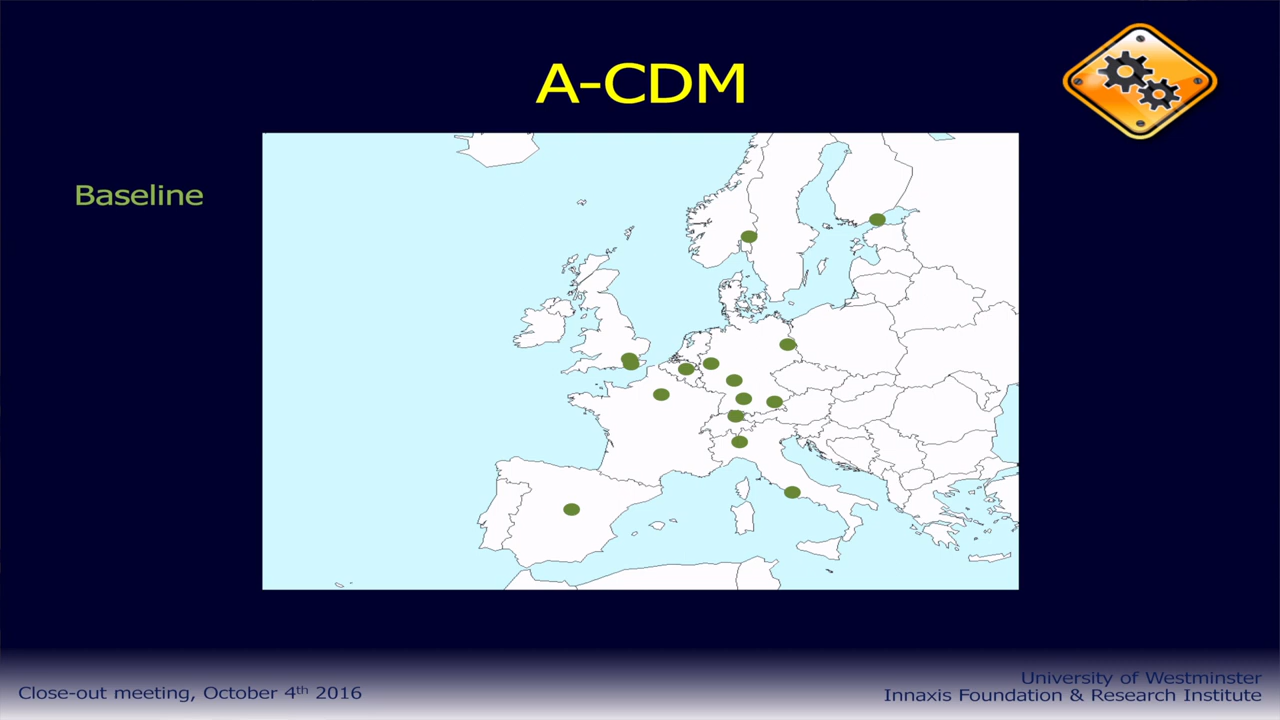 A-CDM
Baseline
Close-out meeting, October 4th 2016
University of Westminster
Innaxis Foundation & Research Institute